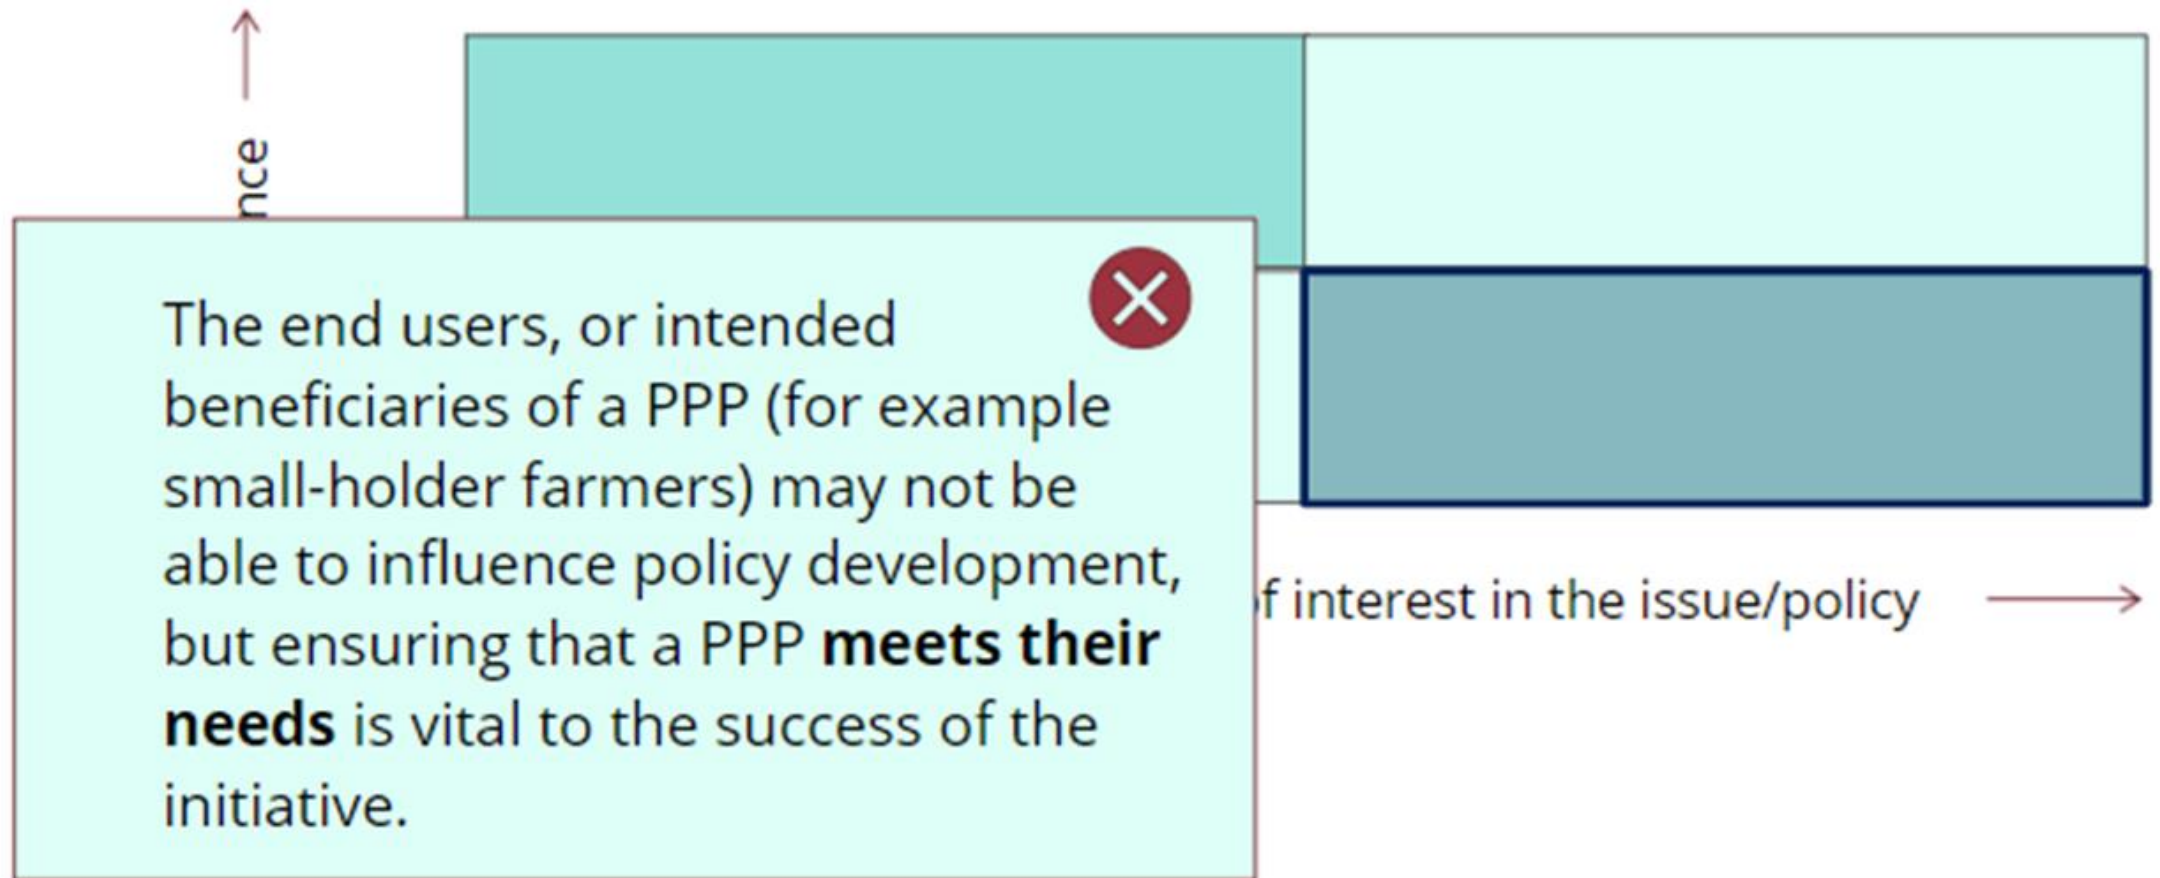 The end users, or intended
beneficiaries of a PPP (for example
small-holder farmers) may not be
able to influence policy development,
but ensuring that a PPP meets their
needs is vital to the success of the
initiative.
interest in the issue/policy